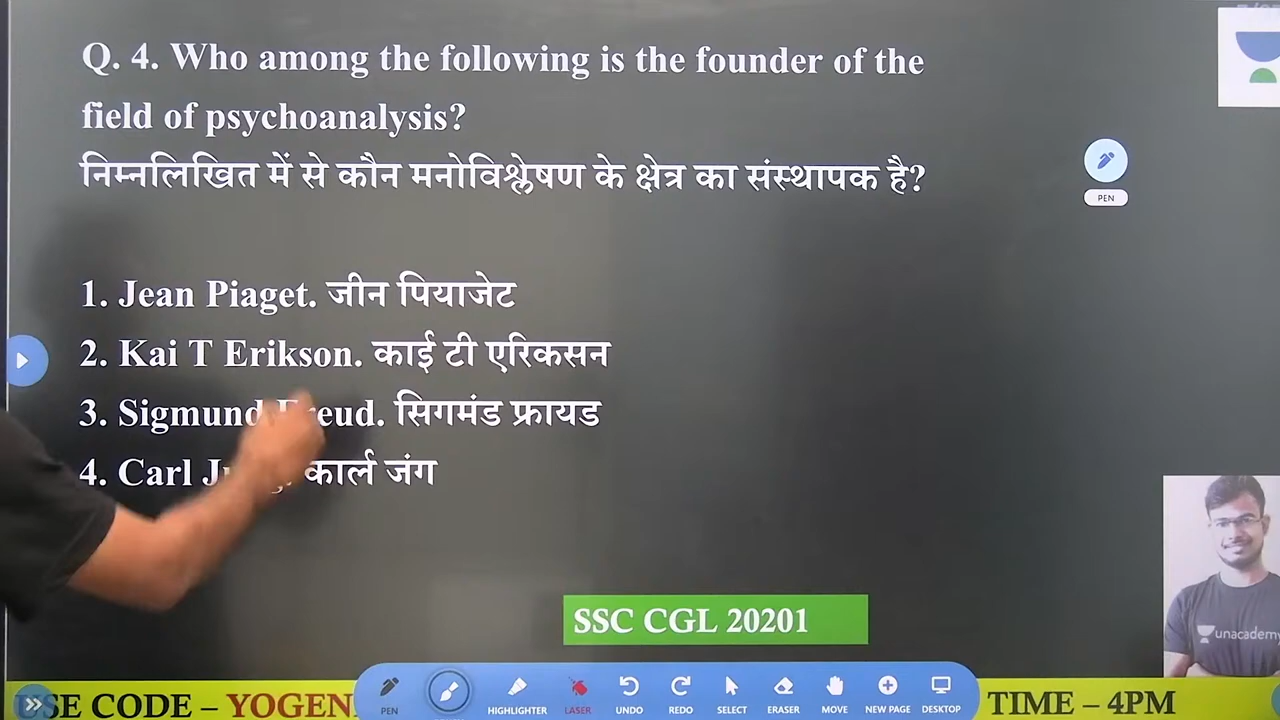 Q. 4. Who among the following is the founder of the
field of psychoanalysis?
निम्नलिखित में से कौन मनोविश्लेषण के क्षेत्र का संस्थापक है?
PEN
1. Jean Piaget. जीन पियाजेट
2. Kai T Erikson. काई टी एरिकसन
3. Sigmund Freud. सिगमंड फ्रायड
4. Carl कार्ल जंग
SSC CGL 20201
unacademy
USE CODE – YOGEN
PEN HIGHLIGHTER LASER UNDO REDO SELECT ERASER MOVE NEW PAGE DESKTOP
TIME – 4PM